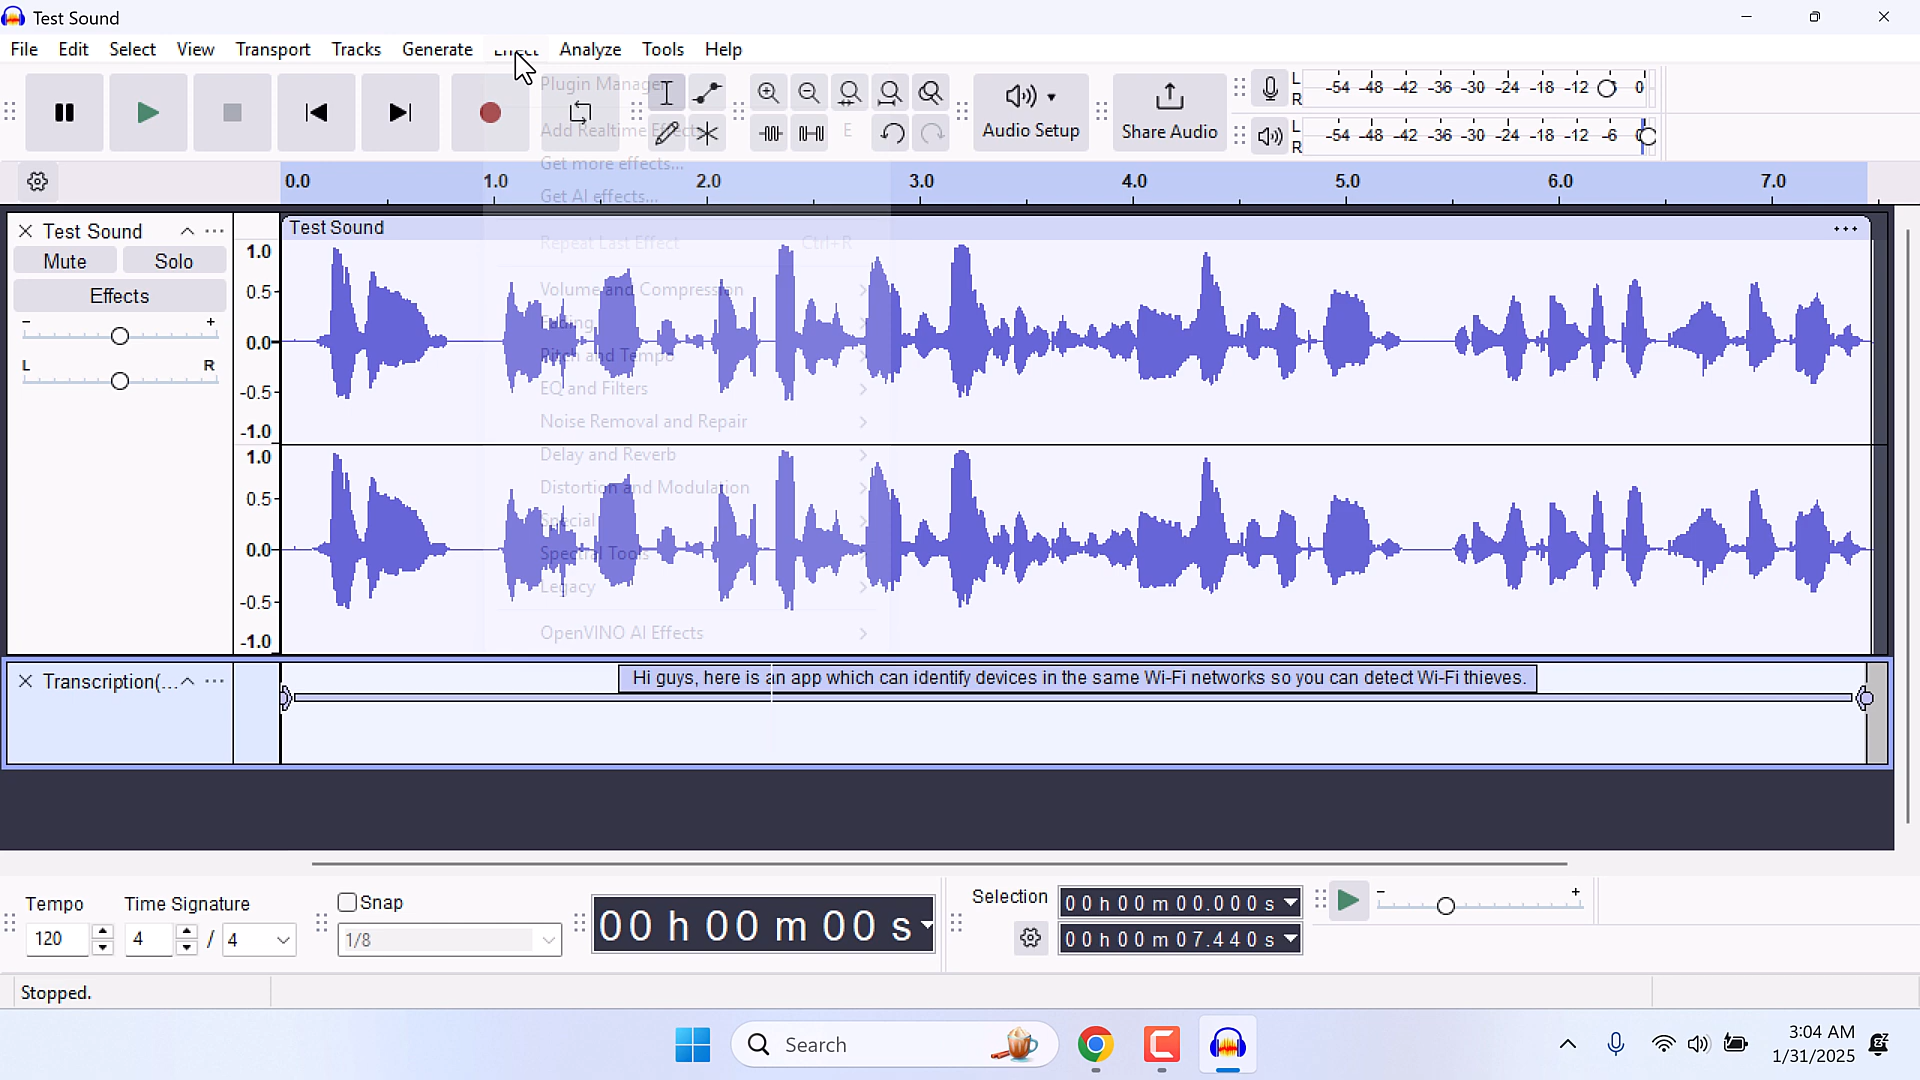 Test Sound
File Edit Select View Transport Tracks Generate Effect Analyze Tools Help
Plugin Manager
Add Realtime Effects
Get more effects...
Get AI effects...
Repeat Last Effect Ctrl+R
Volume and Compression
Fading
Pitch and Tempo
EQ and Filters
Noise Removal and Repair
Delay and Reverb
Distortion and Modulation
Special
Spectral Tools
Legacy
OpenVINO AI Effects
E
Audio Setup
Share Audio
L
R
-54 -48 -42 -36 -30 -24 -18 -12 0
L
R
-54 -48 -42 -36 -30 -24 -18 -12 -6 0
0.0 1.0 2.0 3.0 4.0 5.0 6.0 7.0
Test Sound
Mute Solo
Effects
- +
L R
Test Sound
1.0
0.5
0.0
-0.5
-1.0
1.0
0.5
0.0
-0.5
-1.0
Transcription(...
Hi guys, here is an app which can identify devices in the same Wi-Fi networks so you can detect Wi-Fi thieves.
Tempo
120
Time Signature
4 / 4
Snap
1/8
00 h 00 m 00 s
Selection
00 h 00 m 00.000 s
00 h 00 m 07.440 s
- +
Stopped.
Search
3:04 AM
1/31/2025